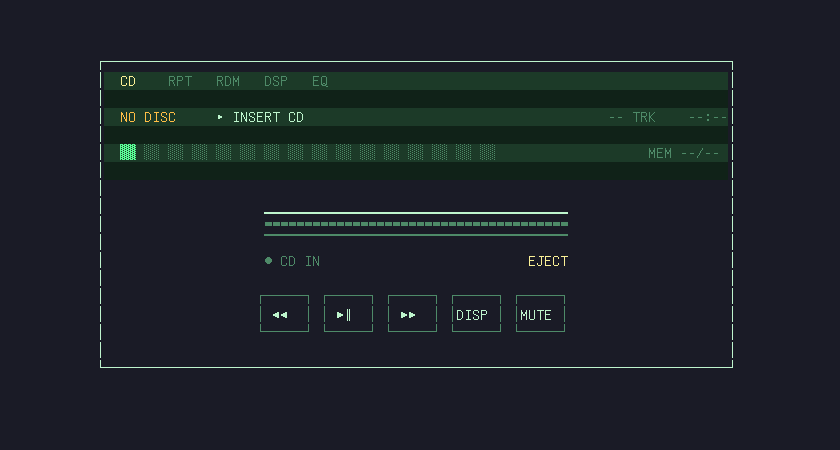 CD RPT RDM DSP EQ
NO DISC ▸ INSERT CD -- TRK --:--
MEM --/--
● CD IN EJECT
◂◂ ▸‖ ▸▸ DISP MUTE